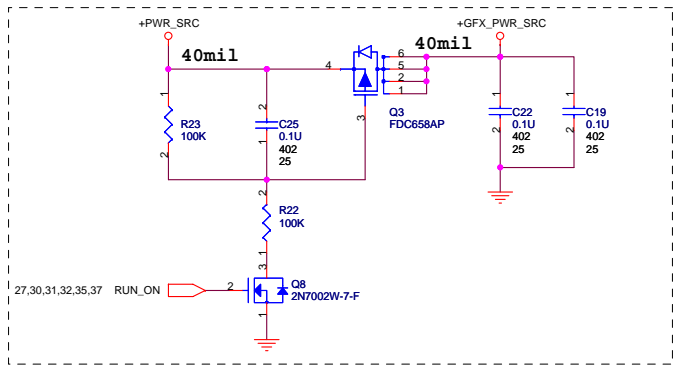 +PWR_SRC
+GFX_PWR_SRC
40mil
40mil
4
6
5
2
1
3
Q3
FDC658AP
1
R23
100K
2
2
C25
0.1U
402
25
1
1
C22
0.1U
402
25
2
1
C19
0.1U
402
25
2
2
R22
100K
1
3
27,30,31,32,35,37 RUN_ON
2
Q8
2N7002W-7-F
1